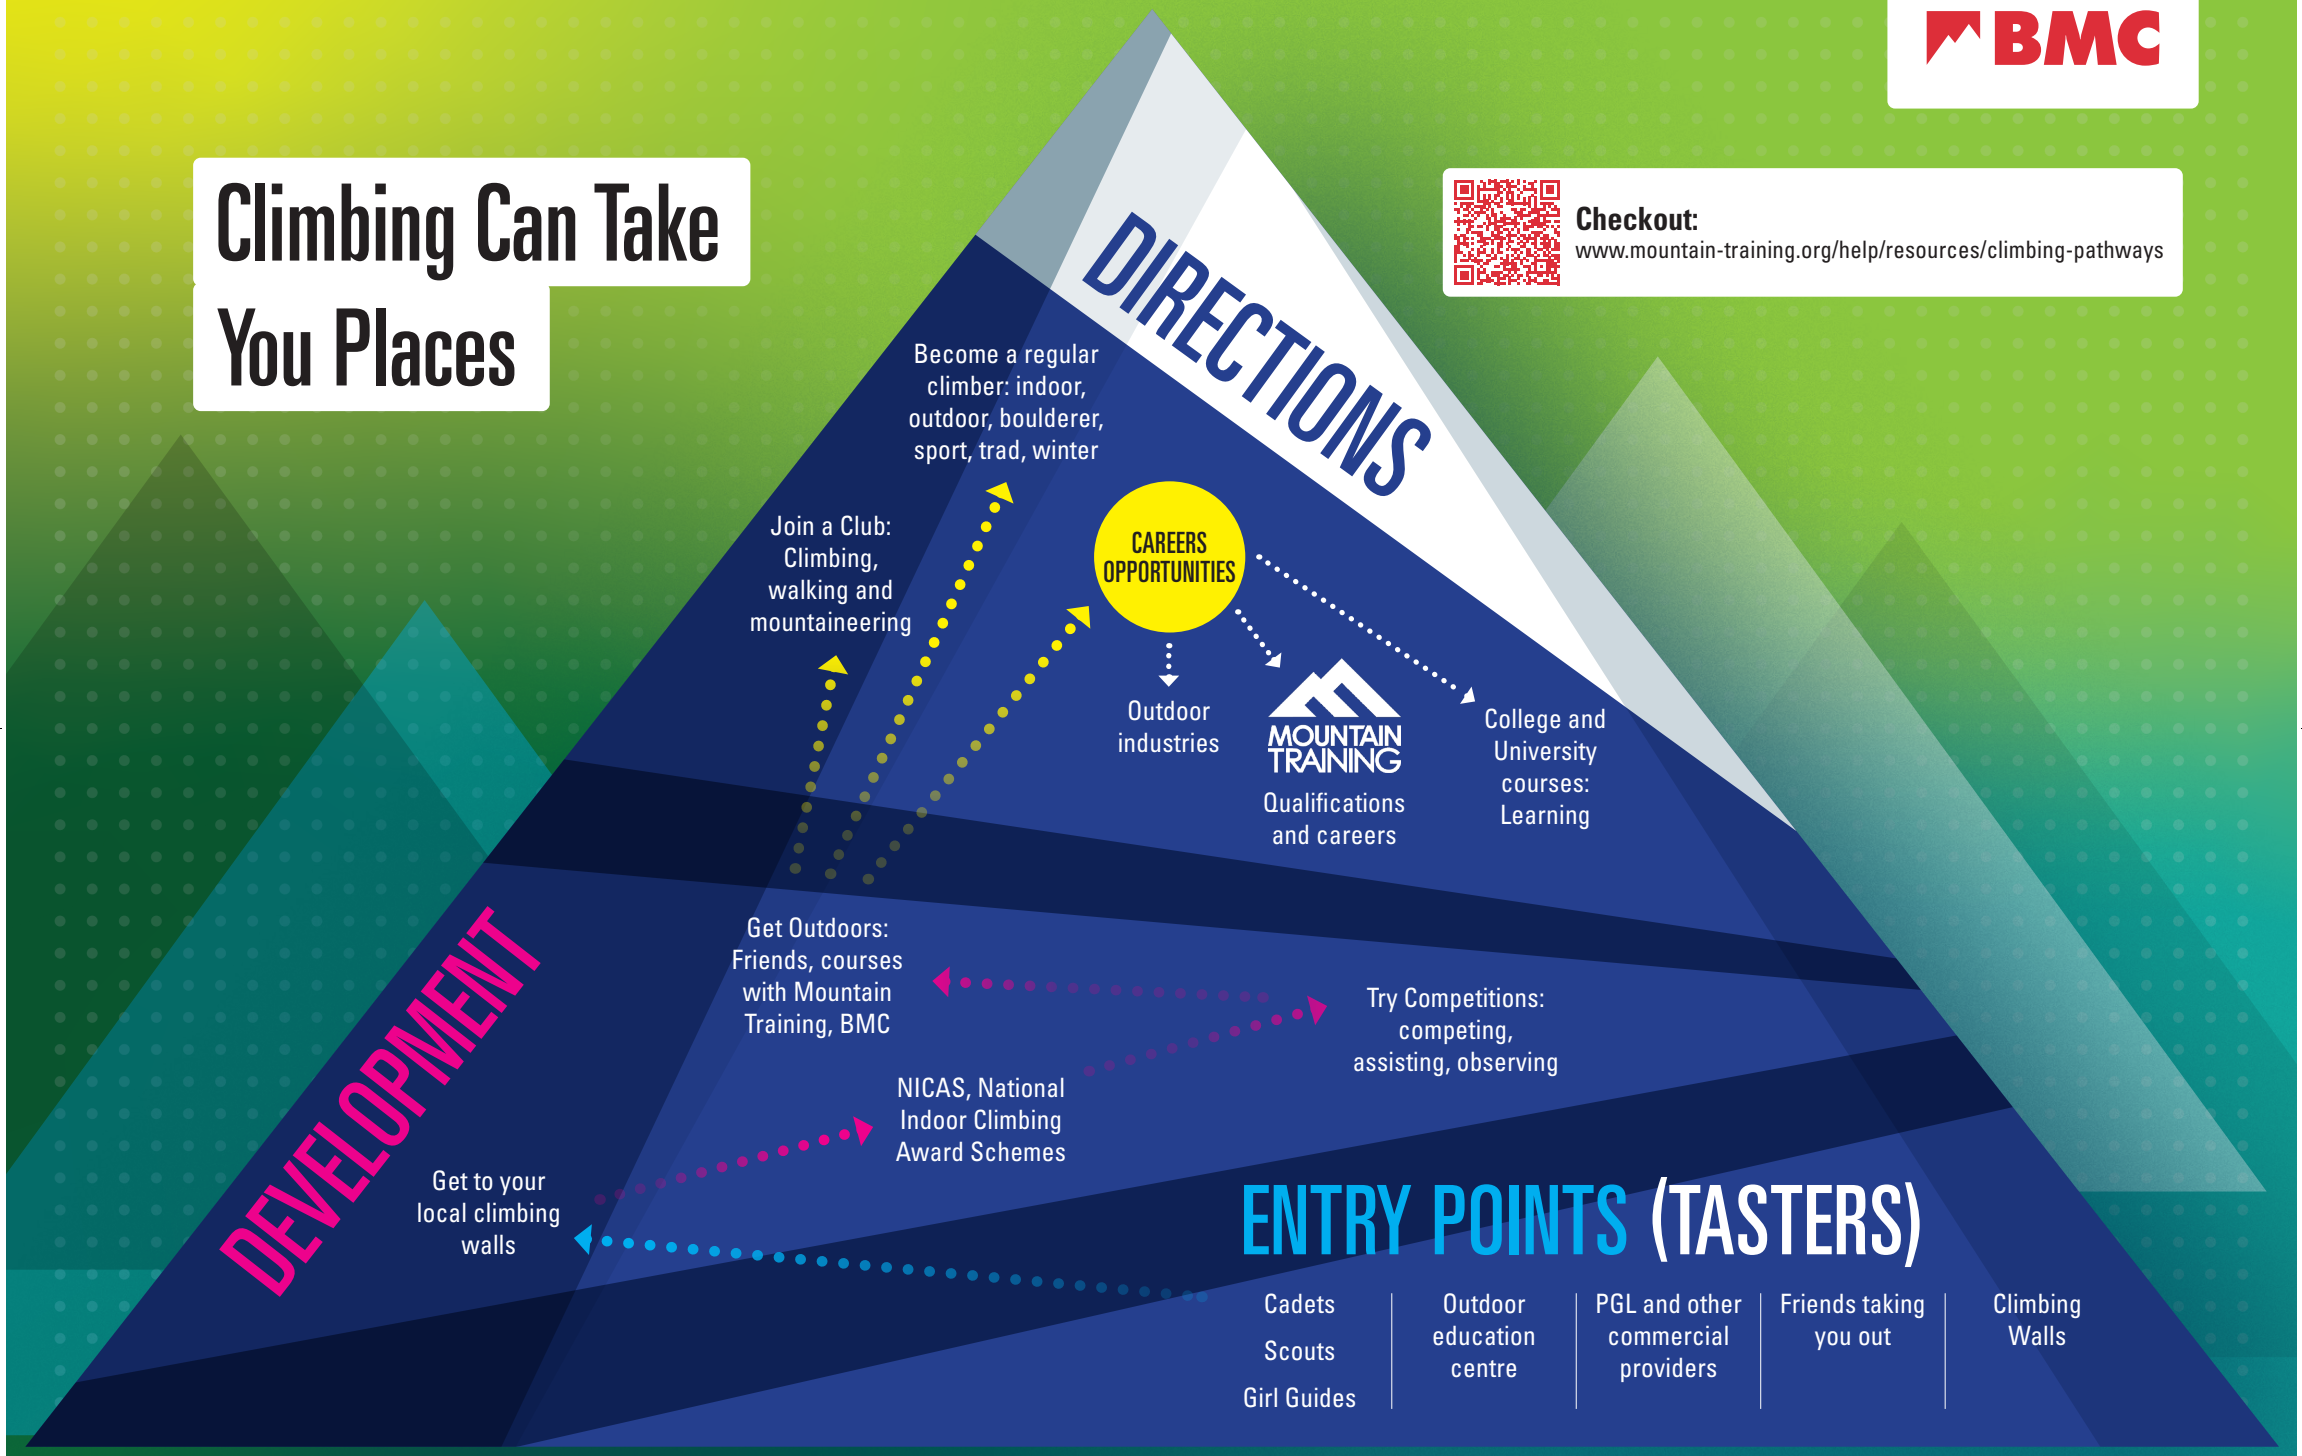 BMC
Climbing Can Take
You Places
Checkout:
www.mountain-training.org/help/resources/climbing-pathways
DIRECTIONS
Become a regular
climber: indoor,
outdoor, boulderer,
sport, trad, winter
Join a Club:
Climbing,
walking and
mountaineering
CAREERS
OPPORTUNITIES
Outdoor
industries
MOUNTAIN
TRAINING
Qualifications
and careers
College and
University
courses:
Learning
DEVELOPMENT
Get Outdoors:
Friends, courses
with Mountain
Training, BMC
Try Competitions:
competing,
assisting, observing
NICAS, National
Indoor Climbing
Award Schemes
Get to your
local climbing
walls
ENTRY POINTS (TASTERS)
Cadets
Scouts
Girl Guides
Outdoor
education
centre
PGL and other
commercial
providers
Friends taking
you out
Climbing
Walls